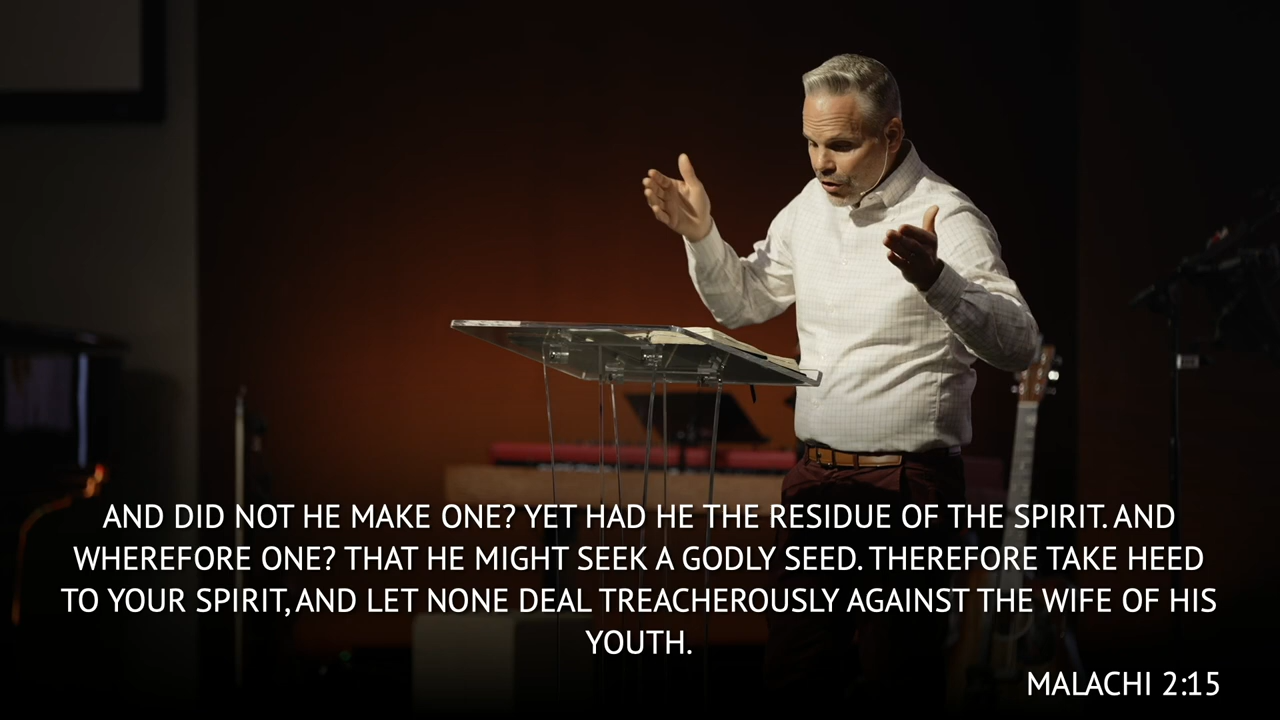 AND DID NOT HE MAKE ONE? YET HAD HE THE RESIDUE OF THE SPIRIT. AND
WHEREFORE ONE? THAT HE MIGHT SEEK A GODLY SEED. THEREFORE TAKE HEED
TO YOUR SPIRIT, AND LET NONE DEAL TREACHEROUSLY AGAINST THE WIFE OF HIS
YOUTH.
MALACHI 2:15